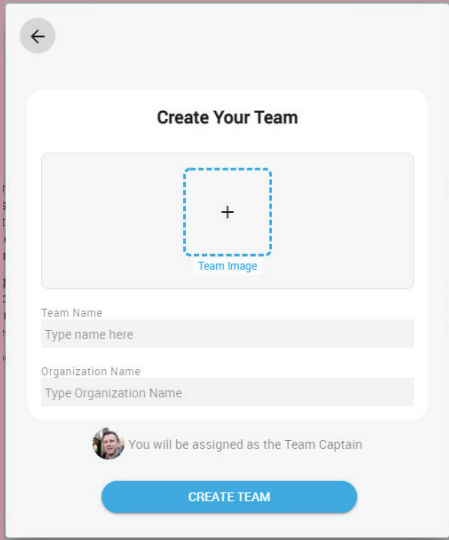 Create Your Team
+
Team Image
Team Name
Type name here
Organization Name
Type Organization Name
You will be assigned as the Team Captain
CREATE TEAM